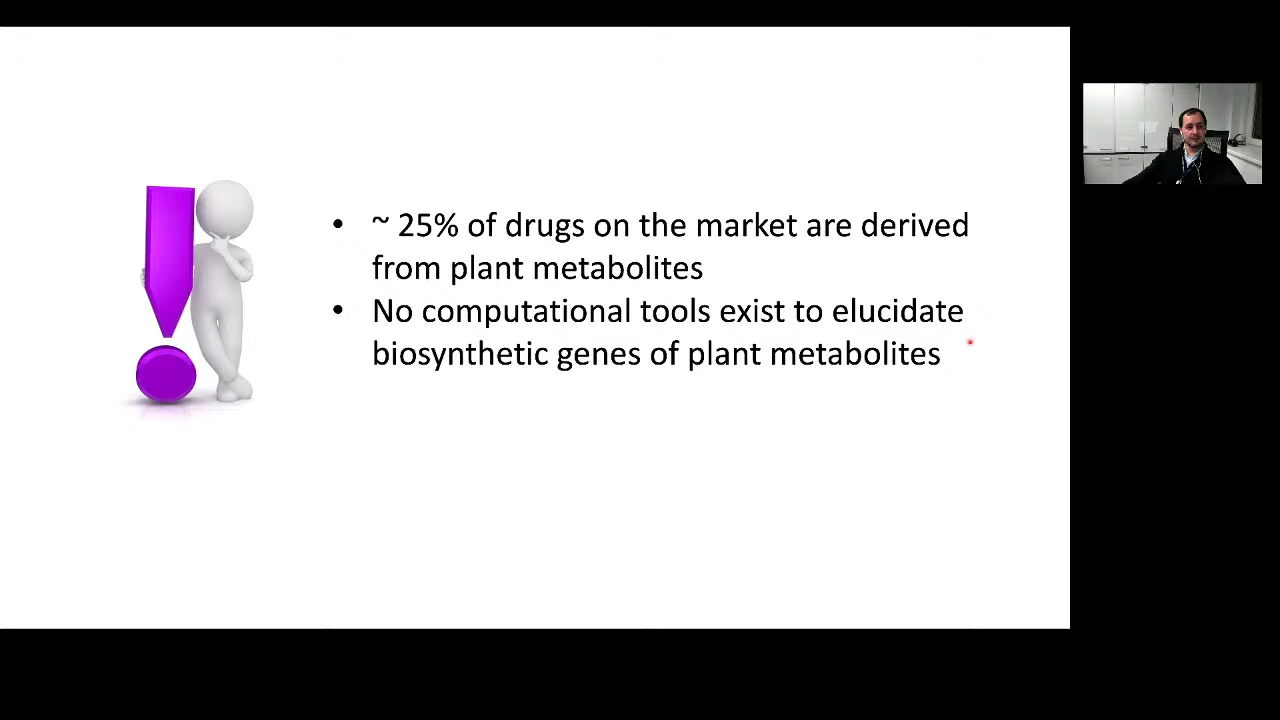 • ~ 25% of drugs on the market are derived
from plant metabolites
• No computational tools exist to elucidate
biosynthetic genes of plant metabolites